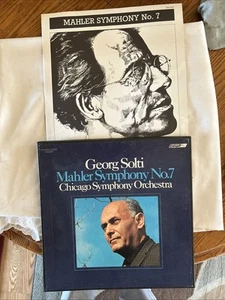 MAHLER SYMPHONY No. 7
Georg Solti
Mahler Symphony No.7
Chicago Symphony Orchestra